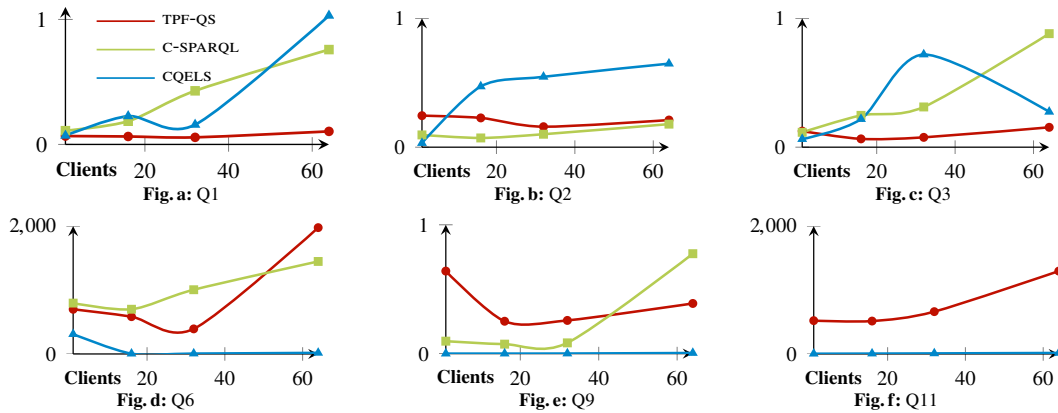 1
TPF-QS
C-SPARQL
CQELS
0
Clients 20 40 60
Fig. a: Q1
1
0
Clients 20 40 60
Fig. b: Q2
1
0
Clients 20 40 60
Fig. c: Q3
2,000
0
Clients 20 40 60
Fig. d: Q6
1
0
Clients 20 40 60
Fig. e: Q9
2,000
0
Clients 20 40 60
Fig. f: Q11